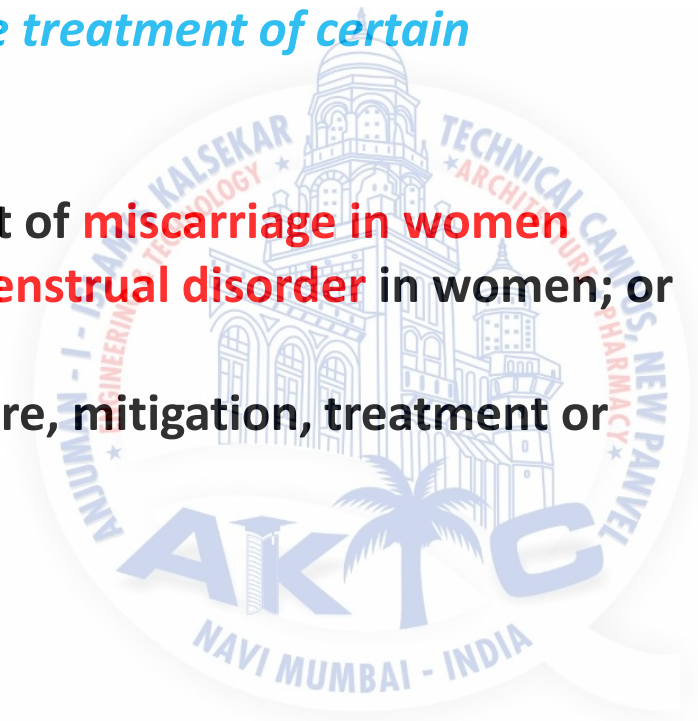 e treatment of certain
t of miscarriage in women
enstrual disorder in women; or
re, mitigation, treatment or
ANJUMAN - I - ISLAM'S KALSEKAR TECHNICAL CAMPUS, NEW PANVEL
ENGINEERING & TECHNOLOGY ★ ★ ARCHITECTURE PHARMACY ★
AKTC
NAVI MUMBAI - INDIA